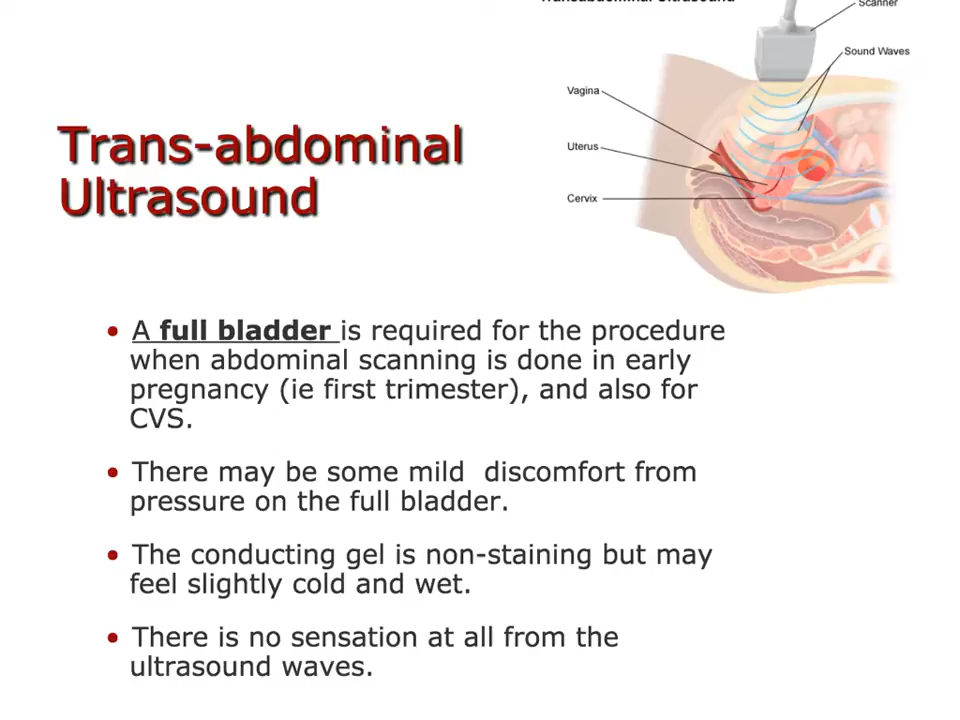 Transabdominal Ultrasound
Scanner
Sound Waves
Vagina
Uterus
Cervix
Trans-abdominal
Ultrasound
• A full bladder is required for the procedure
when abdominal scanning is done in early
pregnancy (ie first trimester), and also for
CVS.
• There may be some mild  discomfort from
pressure on the full bladder.
• The conducting gel is non-staining but may
feel slightly cold and wet.
• There is no sensation at all from the
ultrasound waves.